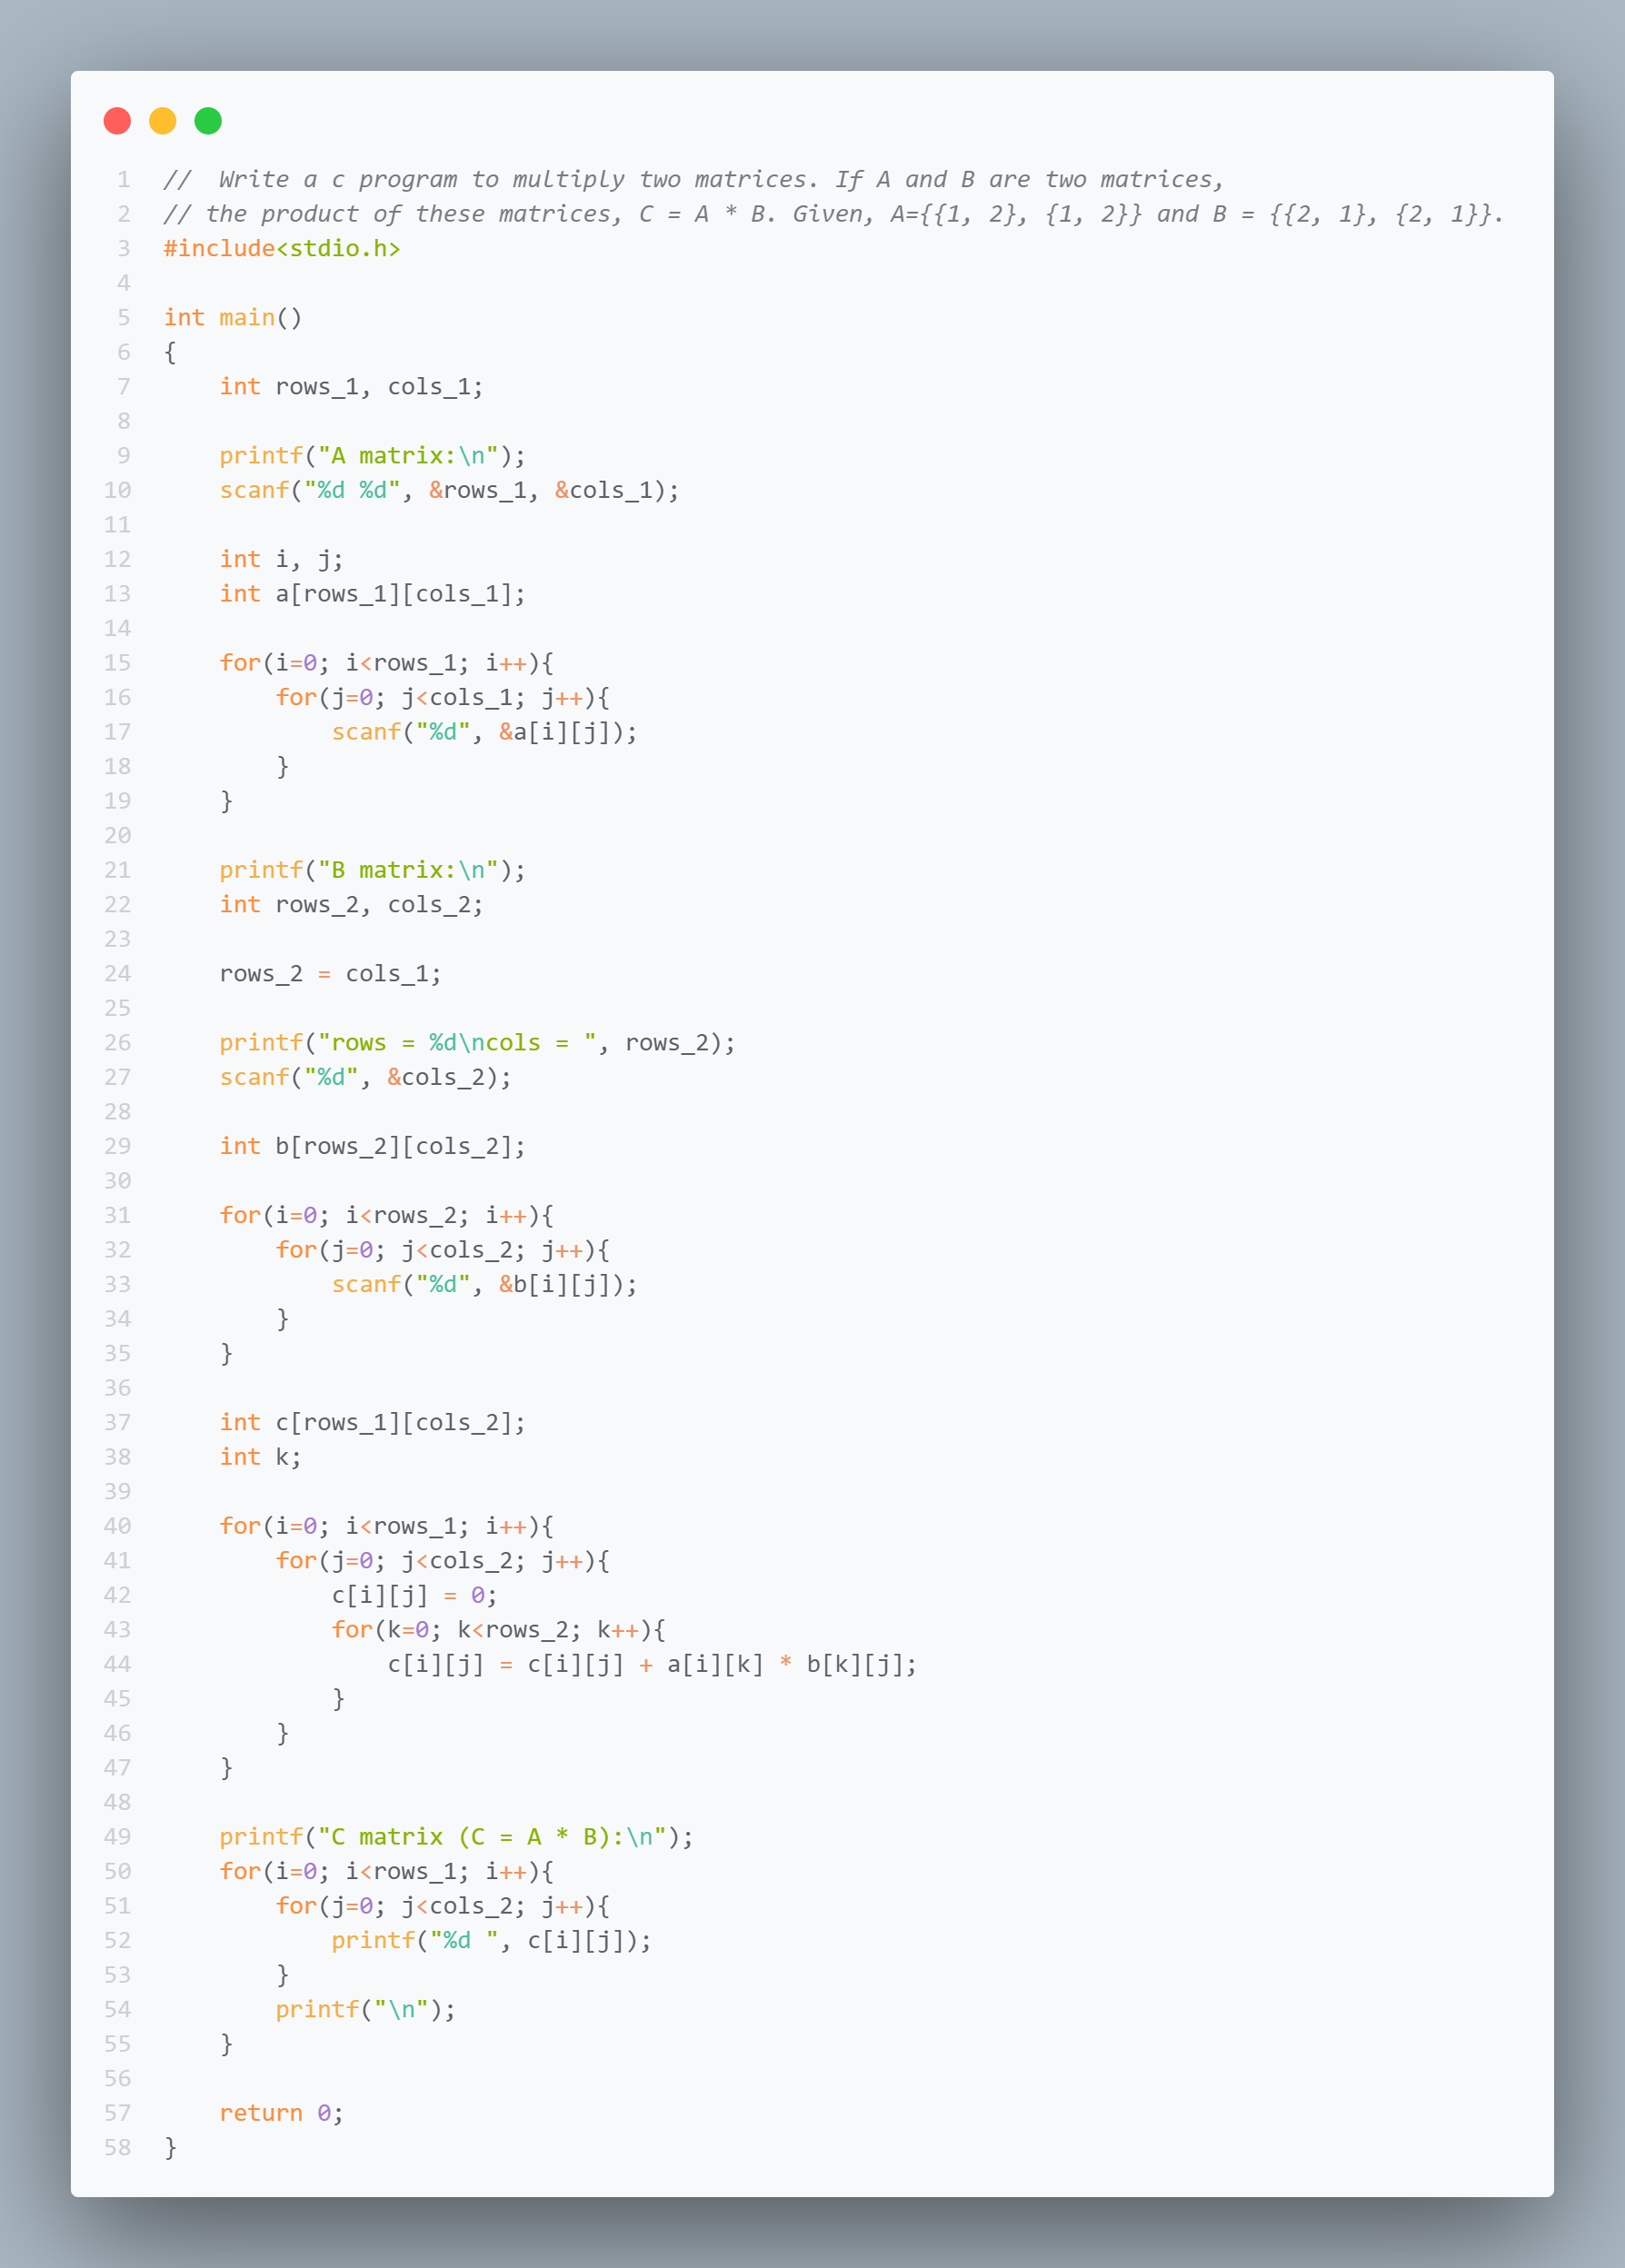 1 //  Write a c program to multiply two matrices. If A and B are two matrices,
2 // the product of these matrices, C = A * B. Given, A={{1, 2}, {1, 2}} and B = {{2, 1}, {2, 1}}.
3 #include<stdio.h>
4
5 int main()
6 {
7     int rows_1, cols_1;
8
9     printf("A matrix:\n");
10     scanf("%d %d", &rows_1, &cols_1);
11
12     int i, j;
13     int a[rows_1][cols_1];
14
15     for(i=0; i<rows_1; i++){
16         for(j=0; j<cols_1; j++){
17             scanf("%d", &a[i][j]);
18         }
19     }
20
21     printf("B matrix:\n");
22     int rows_2, cols_2;
23
24     rows_2 = cols_1;
25
26     printf("rows = %d\ncols = ", rows_2);
27     scanf("%d", &cols_2);
28
29     int b[rows_2][cols_2];
30
31     for(i=0; i<rows_2; i++){
32         for(j=0; j<cols_2; j++){
33             scanf("%d", &b[i][j]);
34         }
35     }
36
37     int c[rows_1][cols_2];
38     int k;
39
40     for(i=0; i<rows_1; i++){
41         for(j=0; j<cols_2; j++){
42             c[i][j] = 0;
43             for(k=0; k<rows_2; k++){
44                 c[i][j] = c[i][j] + a[i][k] * b[k][j];
45             }
46         }
47     }
48
49     printf("C matrix (C = A * B):\n");
50     for(i=0; i<rows_1; i++){
51         for(j=0; j<cols_2; j++){
52             printf("%d ", c[i][j]);
53         }
54         printf("\n");
55     }
56
57     return 0;
58 }